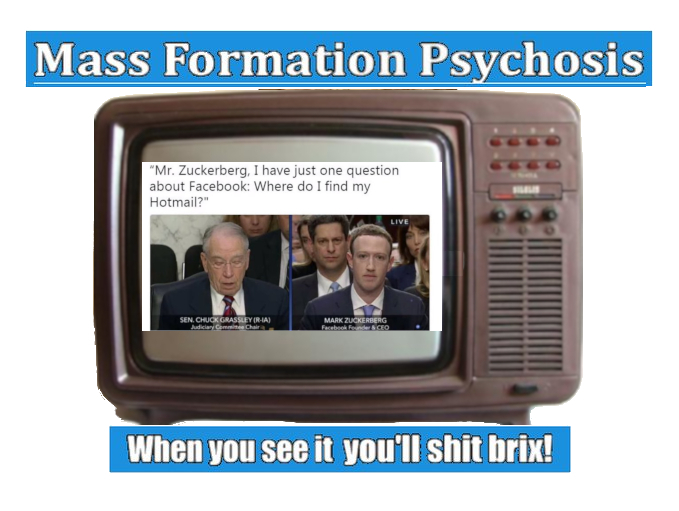 Mass Formation Psychosis
"Mr. Zuckerberg, I have just one question
about Facebook: Where do I find my
Hotmail?"
LIVE
SEN. CHUCK GRASSLEY (R-IA)
Judiciary Committee Chair
MARK ZUCKERBERG
Facebook Founder & CEO
When you see it you'll shit brix!